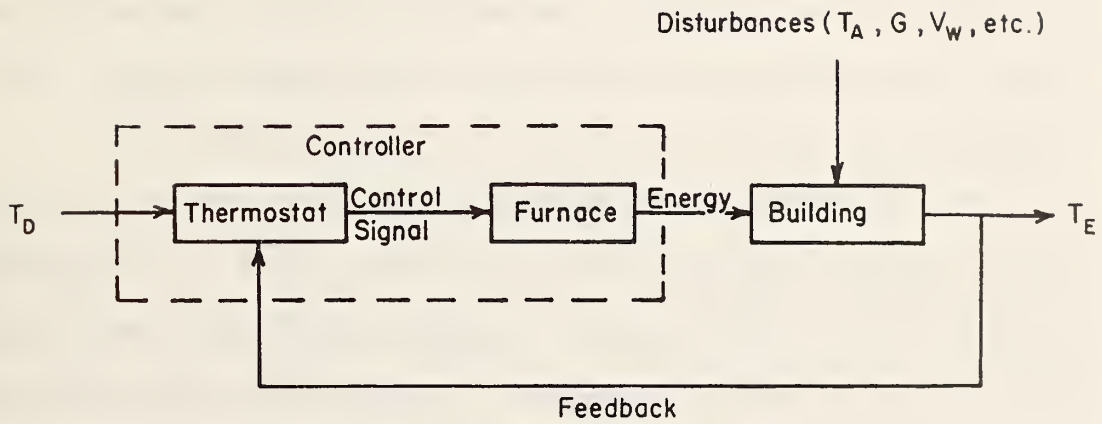 Disturbances (T_A, G, V_W, etc.)
Controller
T_D
Thermostat
Control
Signal
Furnace
Energy
Building
T_E
Feedback